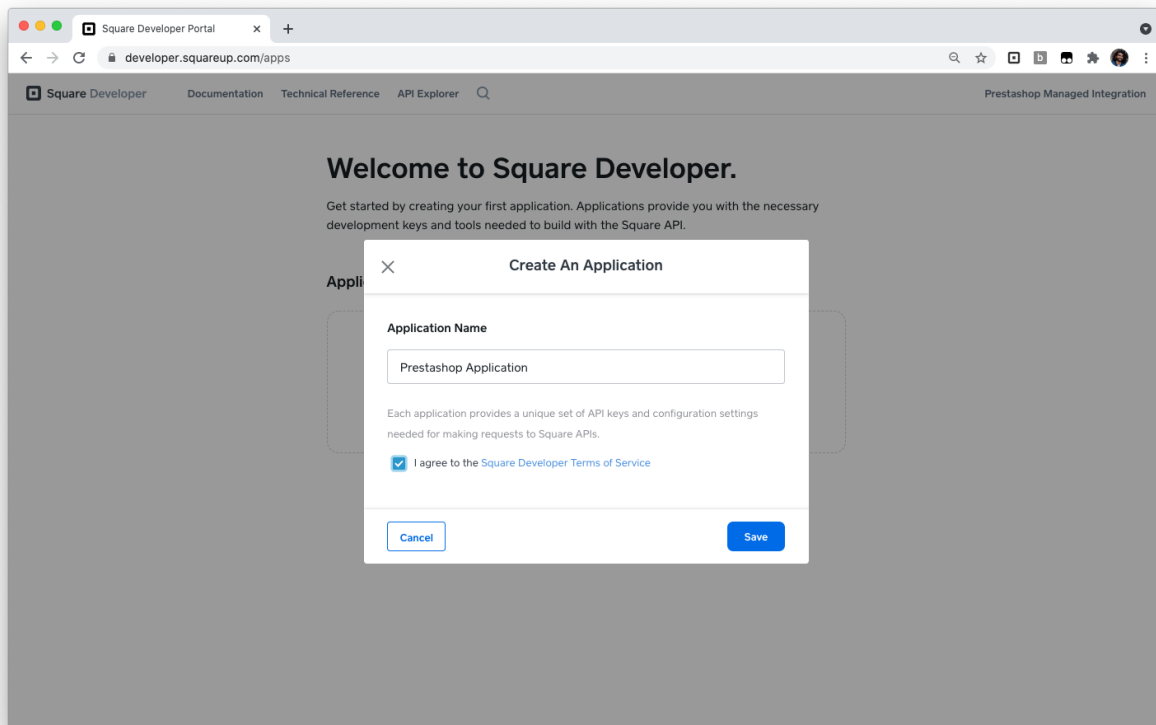 Square Developer Portal
developer.squareup.com/apps
b
Square Developer Documentation Technical Reference API Explorer Prestashop Managed Integration
Welcome to Square Developer.
Get started by creating your first application. Applications provide you with the necessary
development keys and tools needed to build with the Square API.
Appli
Create An Application
Application Name
Prestashop Application
Each application provides a unique set of API keys and configuration settings
needed for making requests to Square APIs.
I agree to the Square Developer Terms of Service
Cancel Save